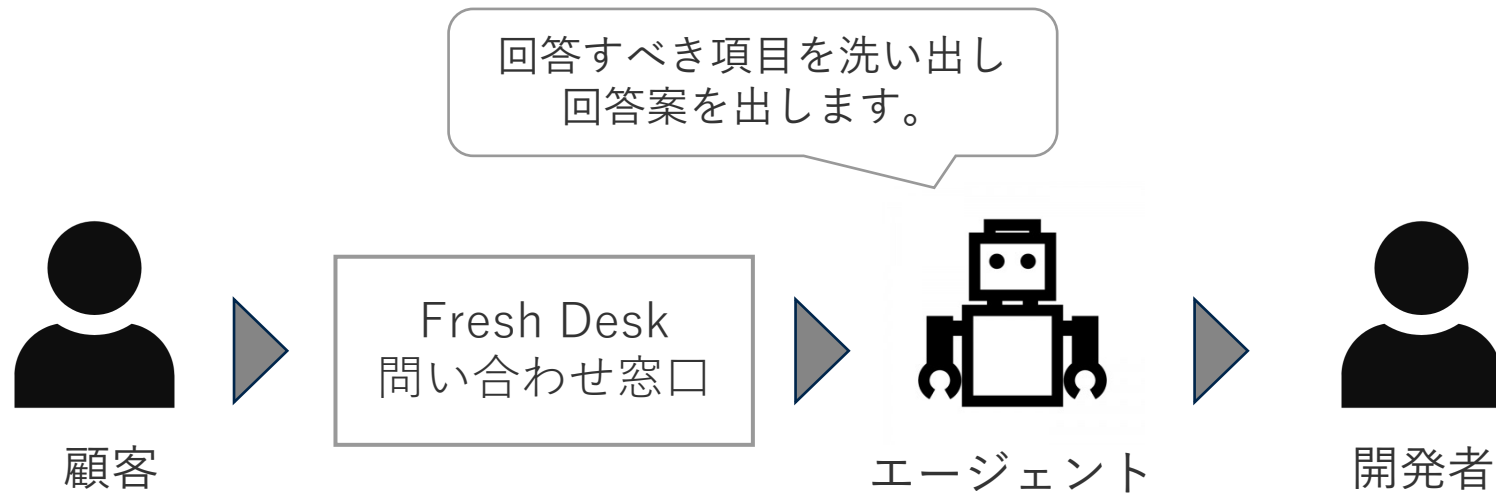 回答すべき項目を洗い出し
回答案を出します。
Fresh Desk
問い合わせ窓口
顧客
エージェント
開発者